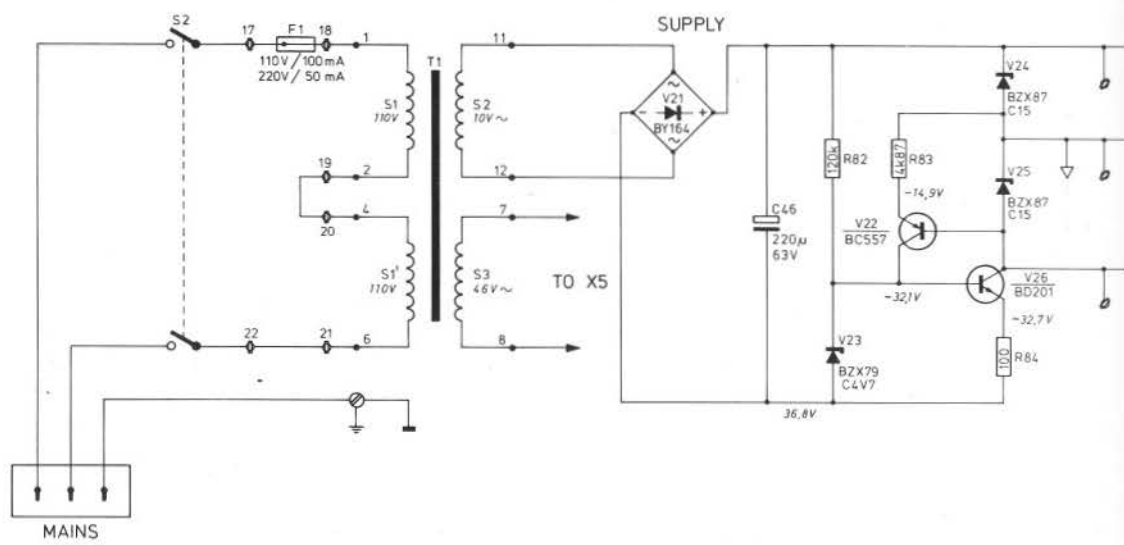 SUPPLY
S2
17
F1
18
1
110V/100mA
220V/50mA
T1
11
S1
110V
S2
10V~
2
12
19
20
4
7
S1'
110V
S3
46V~
TO X5
22
21
6
8
MAINS
~
V21
- +
BY164
~
C46
220µ
63V
120k
R82
4k87
R83
-14,9V
V22
BC557
V24
BZX87
C15
V25
BZX87
C15
-32,1V
V26
BD201
-32,7V
V23
BZX79
C4V7
R84
36,8V